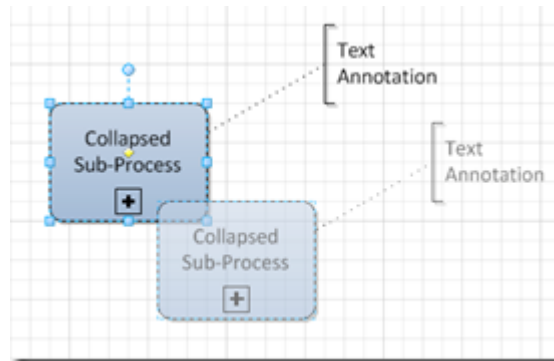 Text
Annotation
Collapsed
Sub-Process
Text
Annotation
Collapsed
Sub-Process